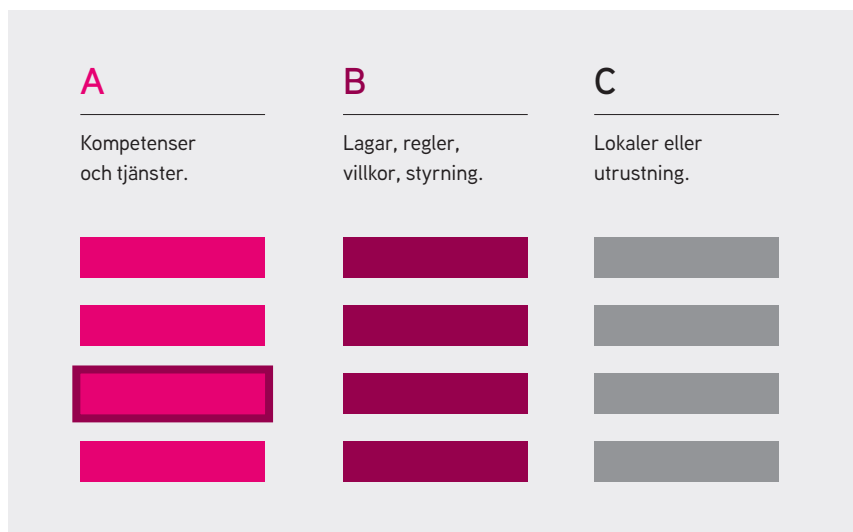 A
Kompetenser
och tjänster.
B
Lagar, regler,
villkor, styrning.
C
Lokaler eller
utrustning.